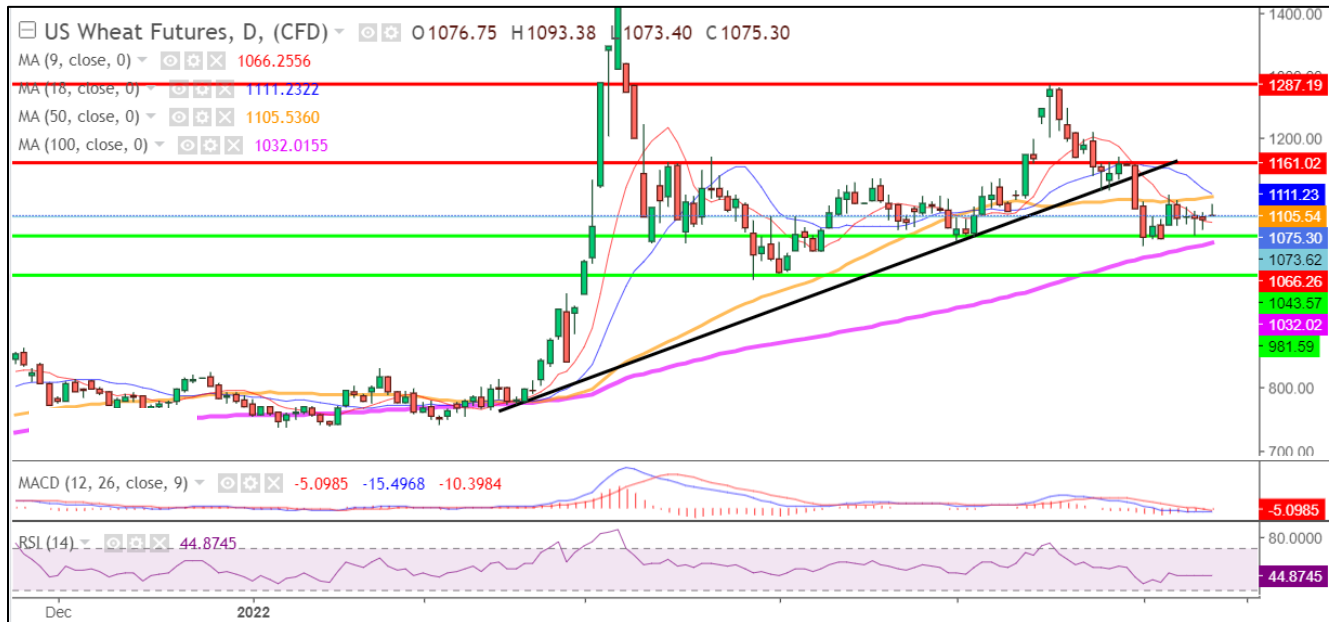 US Wheat Futures, D, (CFD) O1076.75 H1093.38 L1073.40 C1075.30
MA (9, close, 0) 1066.2556
MA (18, close, 0) 1111.2322
MA (50, close, 0) 1105.5360
MA (100, close, 0) 1032.0155
1400.00
1287.19
1200.00
1161.02
1111.23
1105.54
1075.30
1073.62
1066.26
1043.57
1032.02
981.59
800.00
700.00
MACD (12, 26, close, 9) -5.0985 -15.4968 -10.3984
-5.0985
RSI (14) 44.8745
80.0000
44.8745
Dec 2022